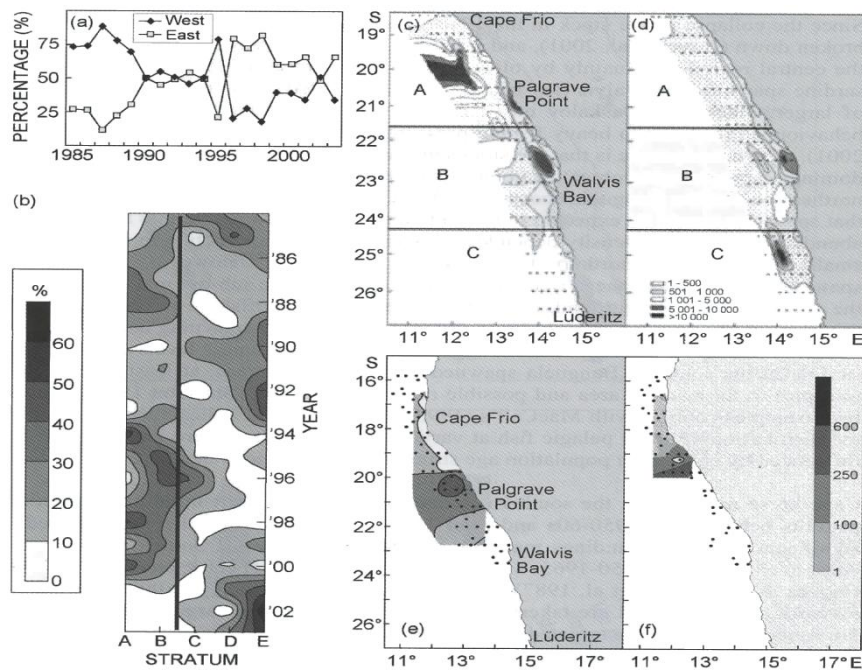 (a)
West
East
PERCENTAGE (%)
75
50
25
1985 1990 1995 2000
(b)
%
60
50
40
30
20
10
0
'86
'88
'90
'92
'94
'96
'98
'00
'02
YEAR
A B C D E
STRATUM
(c)
S
Cape Frio
19°
20°
21°
22°
23°
24°
25°
26°
A
B
C
Palgrave
Point
Walvis
Bay
Lüderitz
11° 12° 13° 14° 15°
(d)
A
B
C
1 - 500
501 1 000
1 001 - 5 000
5 001 - 10 000
>10 000
11° 12° 13° 14° 15° E
S
16°
18°
20°
22°
24°
26°
Cape Frio
Palgrave
Point
Walvis
Bay
(e)
Lüderitz
11° 13° 15° 17°
(f)
600
250
100
1
11° 13° 15° 17° E